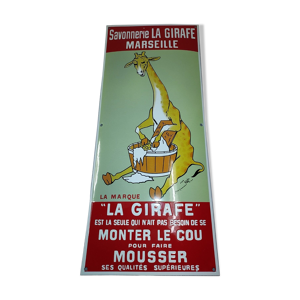 Savonnerie LA GIRAFE
MARSEILLE
LA MARQUE
"LA GIRAFE"
EST LA SEULE QUI N'AIT PAS BESOIN DE SE
MONTER LE COU
POUR FAIRE
MOUSSER
SES QUALITÉS SUPÉRIEURES